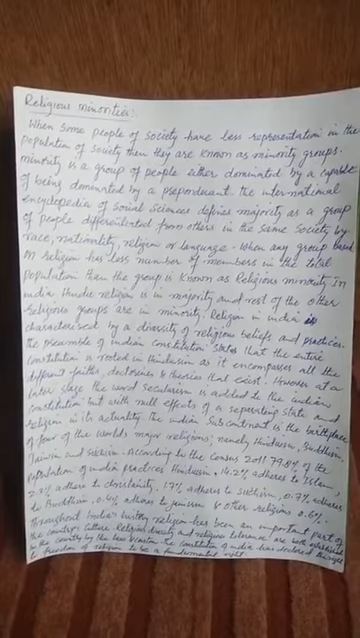 Religious minorities:.
When some people of society have less representation in the
population of society then they are known as minority groups.
minority is a group of people either dominated by a capable
of being dominated by a preponderant. the international
encyclopedia of social Sciences defines majority as a group
of people differentiated from others in the same society by
race, nationality, religion or language. When any group based
on religion has less number of members in the total
population then the group is known as Religious minority. In
india Hindu religion is in majority and rest of the other
religious groups are in minority. Religion in india is
characterised by a diversity of religious beliefs and practices.
the preamble of indian constitution states that the entire
constitution is rooted in Hinduism as it encompasses all the
different faiths, doctrines & theories that exist. However at a
later stage the word secularism is added to the indian
constitution but with null effects of a separating state and
religion in its actuality the indian Subcontinent is the birthplace
of four of the worlds major religions; namely Hinduism, Buddhism,
Jainism and sikhism. According to the Census 2011 79.8% of the
population of india practices Hinduism, 14.2% adheres to Islam,
2.3% adhere to christianity, 1.7% adheres to sikhism, 0.7% adheres
to Buddhism, 0.4% adhere to jainism & other religions 0.6%.
throughout India's history religion has been an important part of
the country's culture. Religious diversity and religious tolerance are both established
in the country by the law the constitution of india has declared the right
of freedom of religion to be a fundamental right.